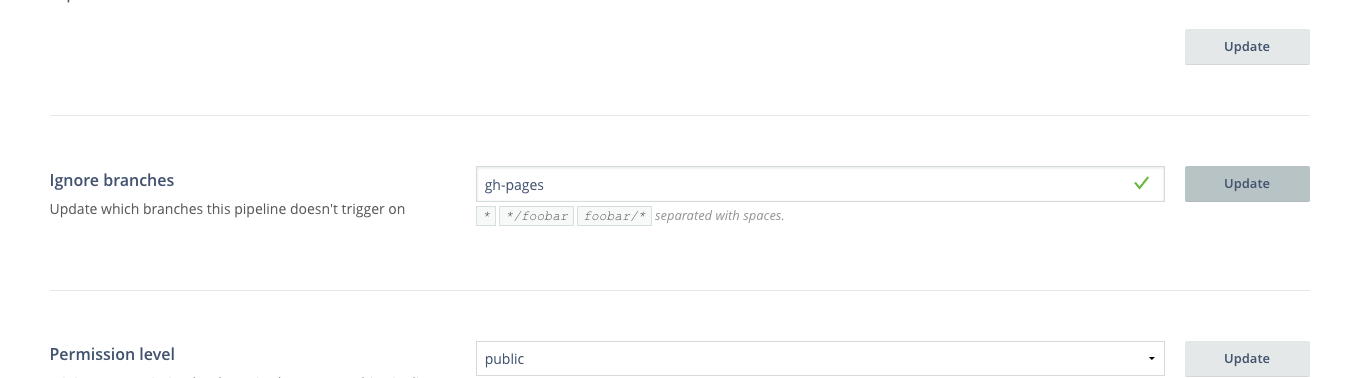 Update
Ignore branches
gh-pages
Update
Update which branches this pipeline doesn't trigger on
* */foobar foobar/* separated with spaces.
Permission level
public
Update